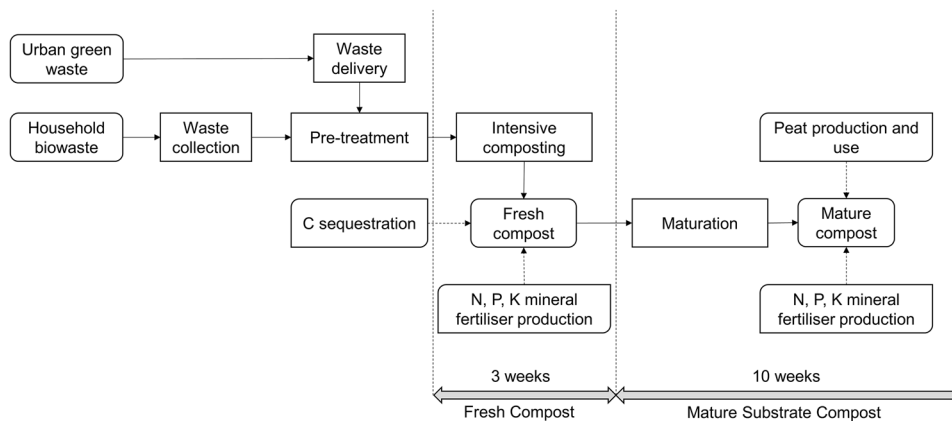 Urban green
waste
Waste
delivery
Household
biowaste
Waste
collection
Pre-treatment
Intensive
composting
Peat production and
use
C sequestration
Fresh
compost
Maturation
Mature
compost
N, P, K mineral
fertiliser production
N, P, K mineral
fertiliser production
3 weeks
10 weeks
Fresh Compost
Mature Substrate Compost